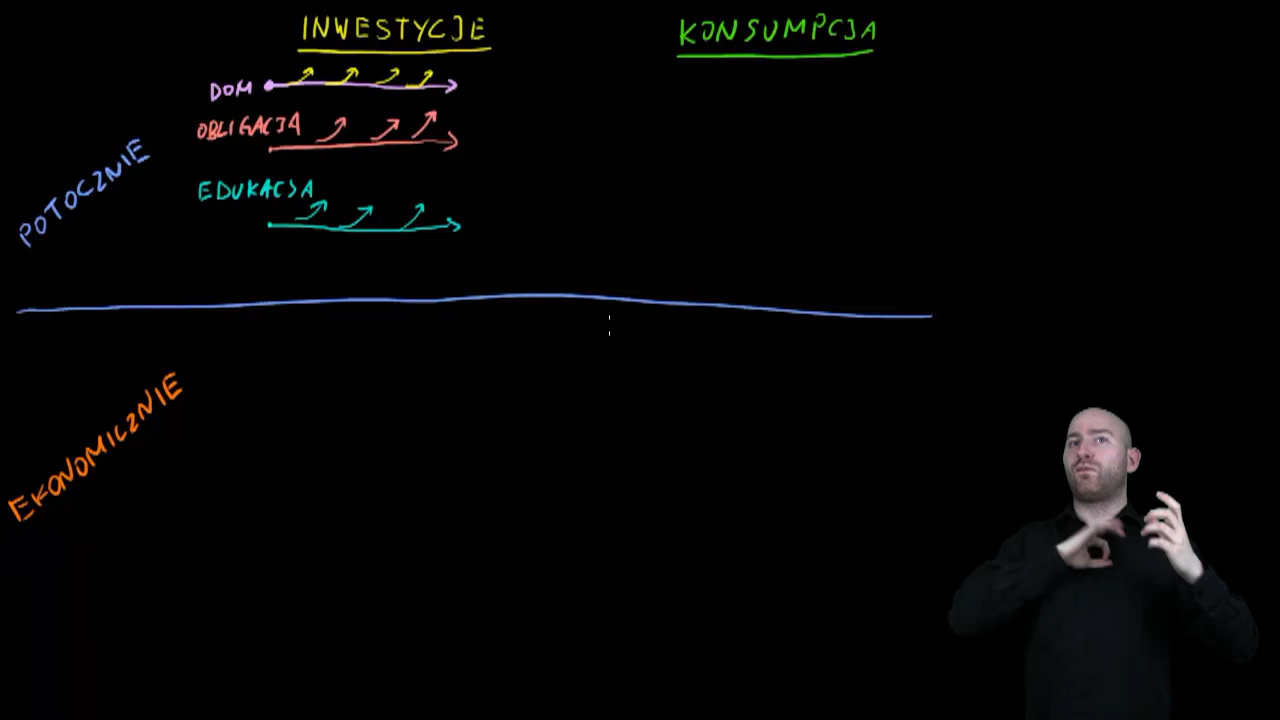 INWESTYCJE
KONSUMPCJA
DOM
OBLIGACJA
EDUKACJA
POTOCZNIE
EKONOMICZNIE